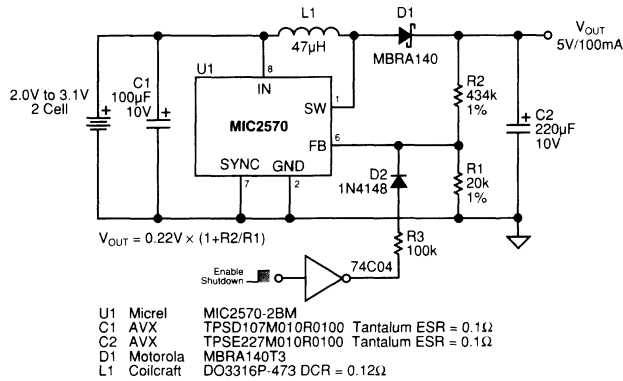 L1
47µH
D1
MBRA140
V_OUT
5V/100mA
2.0V to 3.1V
2 Cell
C1
100µF
10V
U1
8
IN
SW
1
MIC2570
FB
6
SYNC
GND
7
2
R2
434k
1%
C2
220µF
10V
D2
1N4148
R1
20k
1%
V_OUT = 0.22V × (1+R2/R1)
R3
100k
74C04
Enable
Shutdown
U1 Micrel MIC2570-2BM
C1 AVX TPSD107M010R0100 Tantalum ESR = 0.1Ω
C2 AVX TPSE227M010R0100 Tantalum ESR = 0.1Ω
D1 Motorola MBRA140T3
L1 Coilcraft DO3316P-473 DCR = 0.12Ω